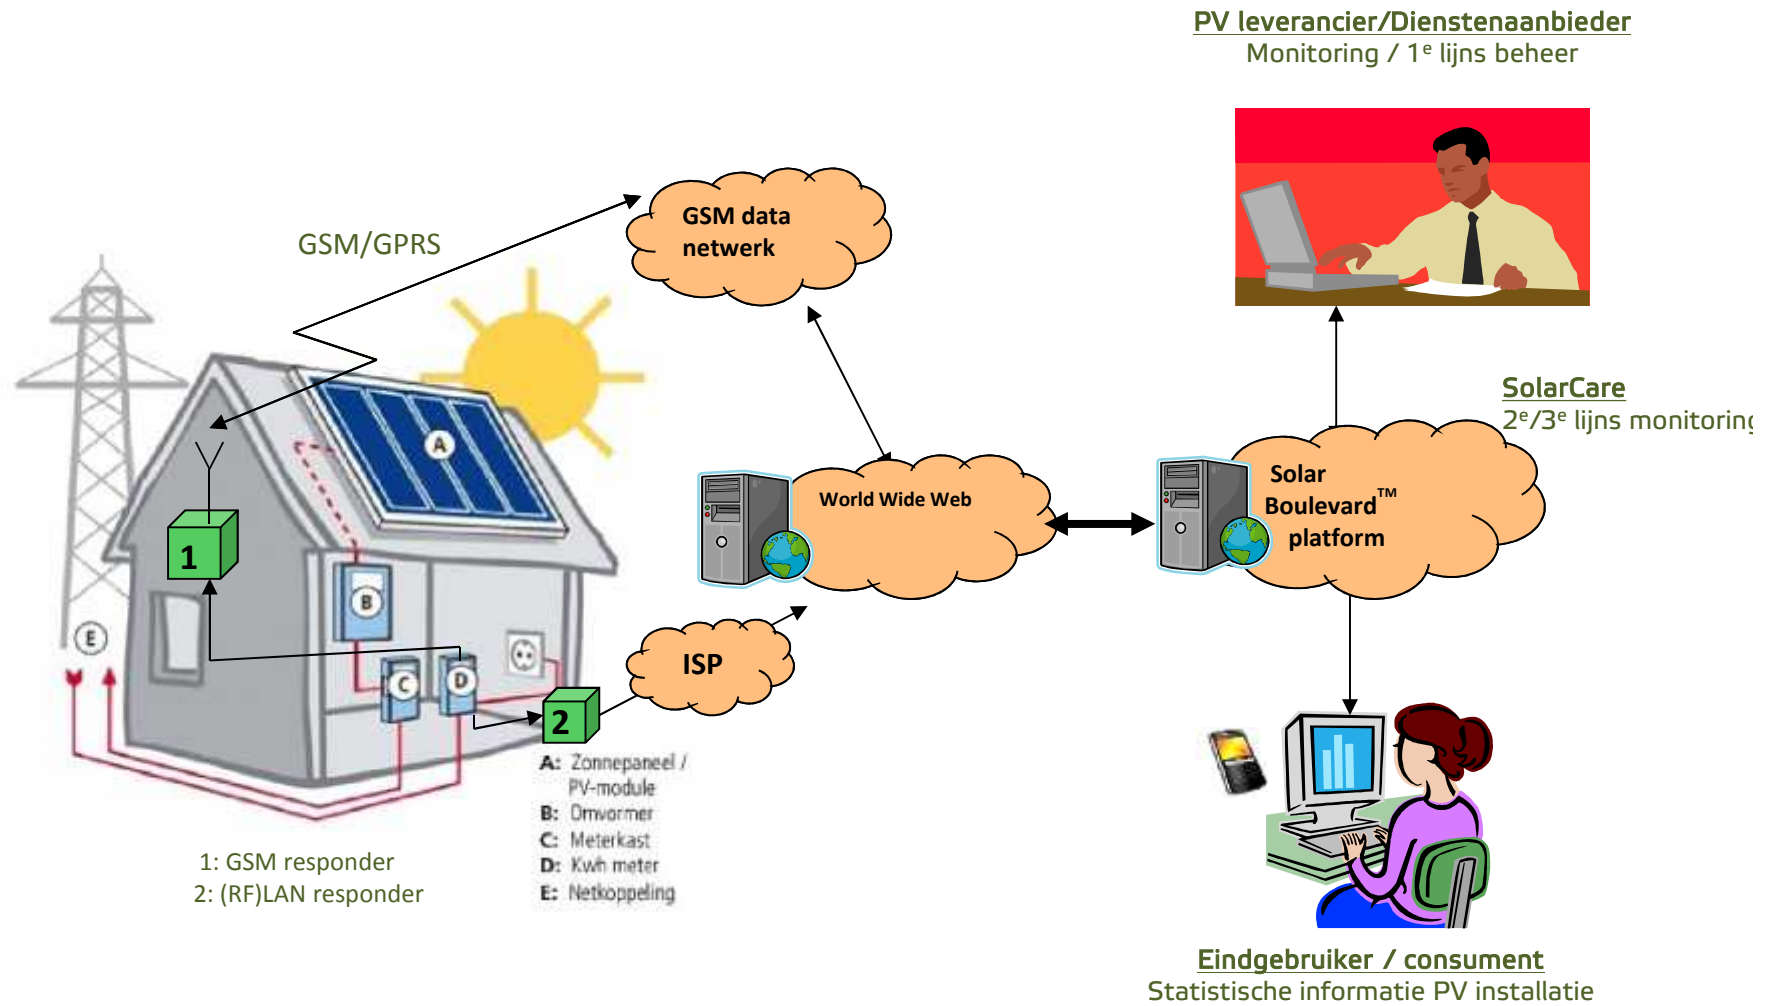 PV leverancier/Dienstenaanbieder
Monitoring / 1e lijns beheer
GSM/GPRS
GSM data
netwerk
SolarCare
2e/3e lijns monitoring
World Wide Web
Solar
Boulevard™
platform
A
1
B
E
C
D
ISP
2
A: Zonnepaneel /
PV-module
B: Omvormer
C: Meterkast
D: Kwh meter
E: Netkoppeling
1: GSM responder
2: (RF)LAN responder
Eindgebruiker / consument
Statistische informatie PV installatie